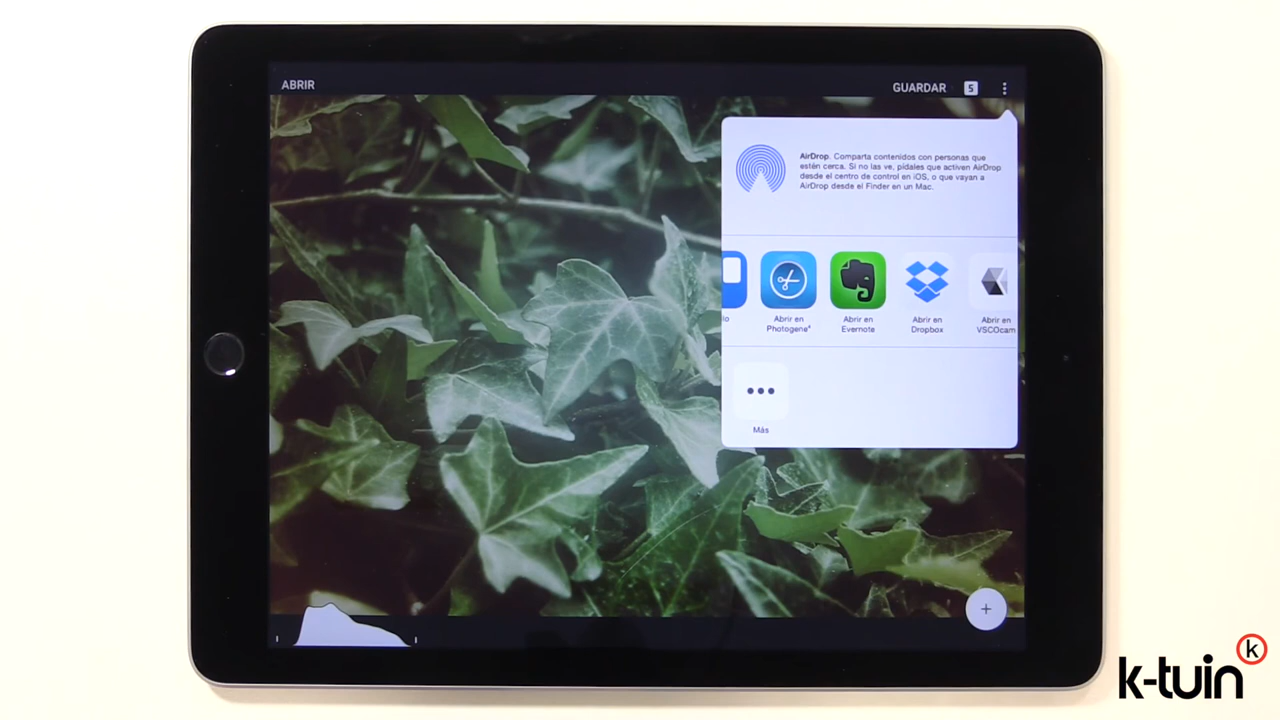 ABRIR
GUARDAR
5
AirDrop. Comparta contenidos con personas que
estén cerca. Si no las ve, pídales que activen AirDrop
desde el centro de control en iOS, o que vayan a
AirDrop desde el Finder en un Mac.
lo
Abrir en
Photogene⁴
Abrir en
Evernote
Abrir en
Dropbox
Abrir en
VSCOcam
Más
k-tuin
k